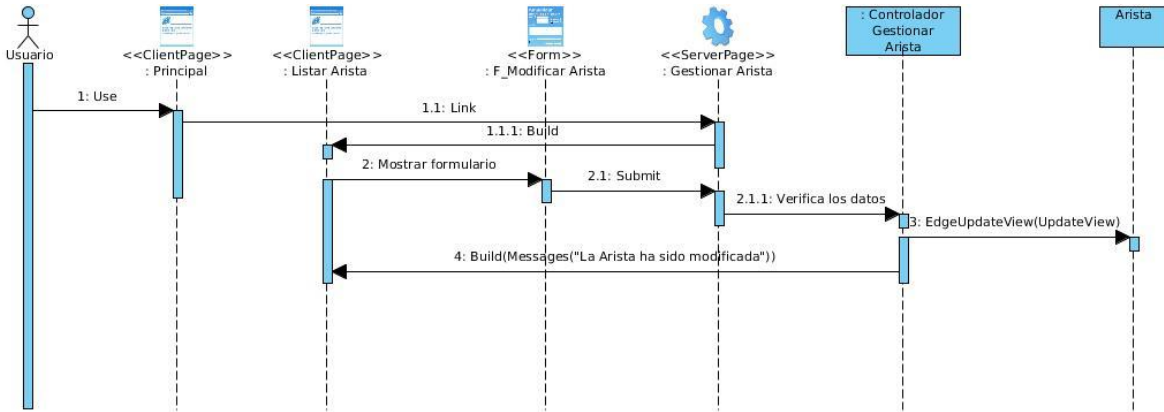 Usuario
<<ClientPage>>
: Principal
<<ClientPage>>
: Listar Arista
<<Form>>
: F_Modificar Arista
<<ServerPage>>
: Gestionar Arista
: Controlador
Gestionar
Arista
Arista
1: Use
1.1: Link
1.1.1: Build
2: Mostrar formulario
2.1: Submit
2.1.1: Verifica los datos
3: EdgeUpdateView(UpdateView)
4: Build(Messages("La Arista ha sido modificada"))